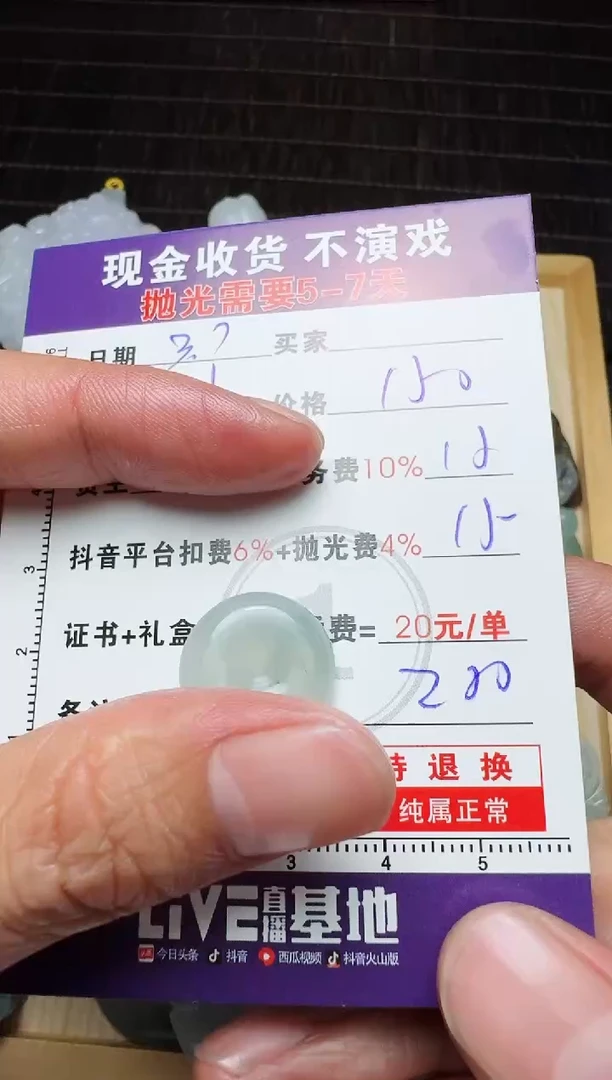 现金收货 不演戏
抛光需要5-7天
日期 3.7 买家
价格 150
务费10% 15
抖音平台扣费6%+抛光费4% 15
证书+礼盒 费= 20元/单
200
持 退 换
纯属正常
3 4 5
LIVE直播基地
今日头条 抖音 西瓜视频 抖音火山版